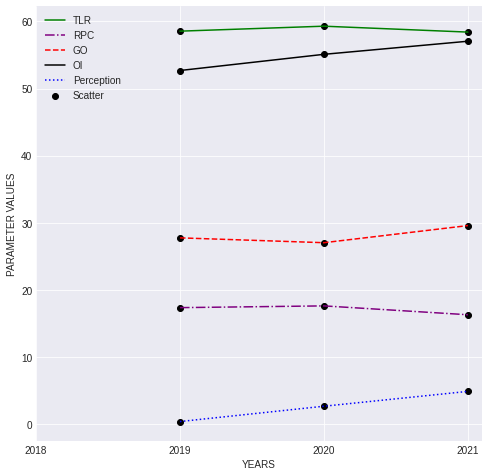 TLR
RPC
GO
OI
Perception
Scatter
60
50
40
30
20
10
0
PARAMETER VALUES
2018 2019 2020 2021
YEARS